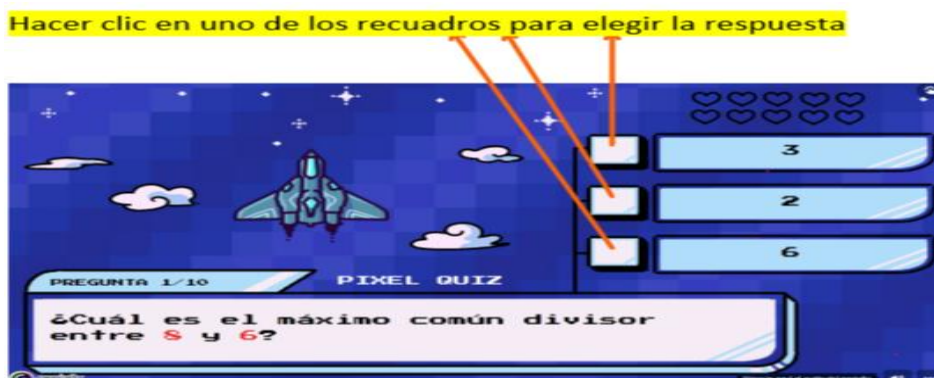 Hacer clic en uno de los recuadros para elegir la respuesta
3
2
6
PREGUNTA 1/10
PIXEL QUIZ
¿Cuál es el máximo común divisor
entre 8 y 6?